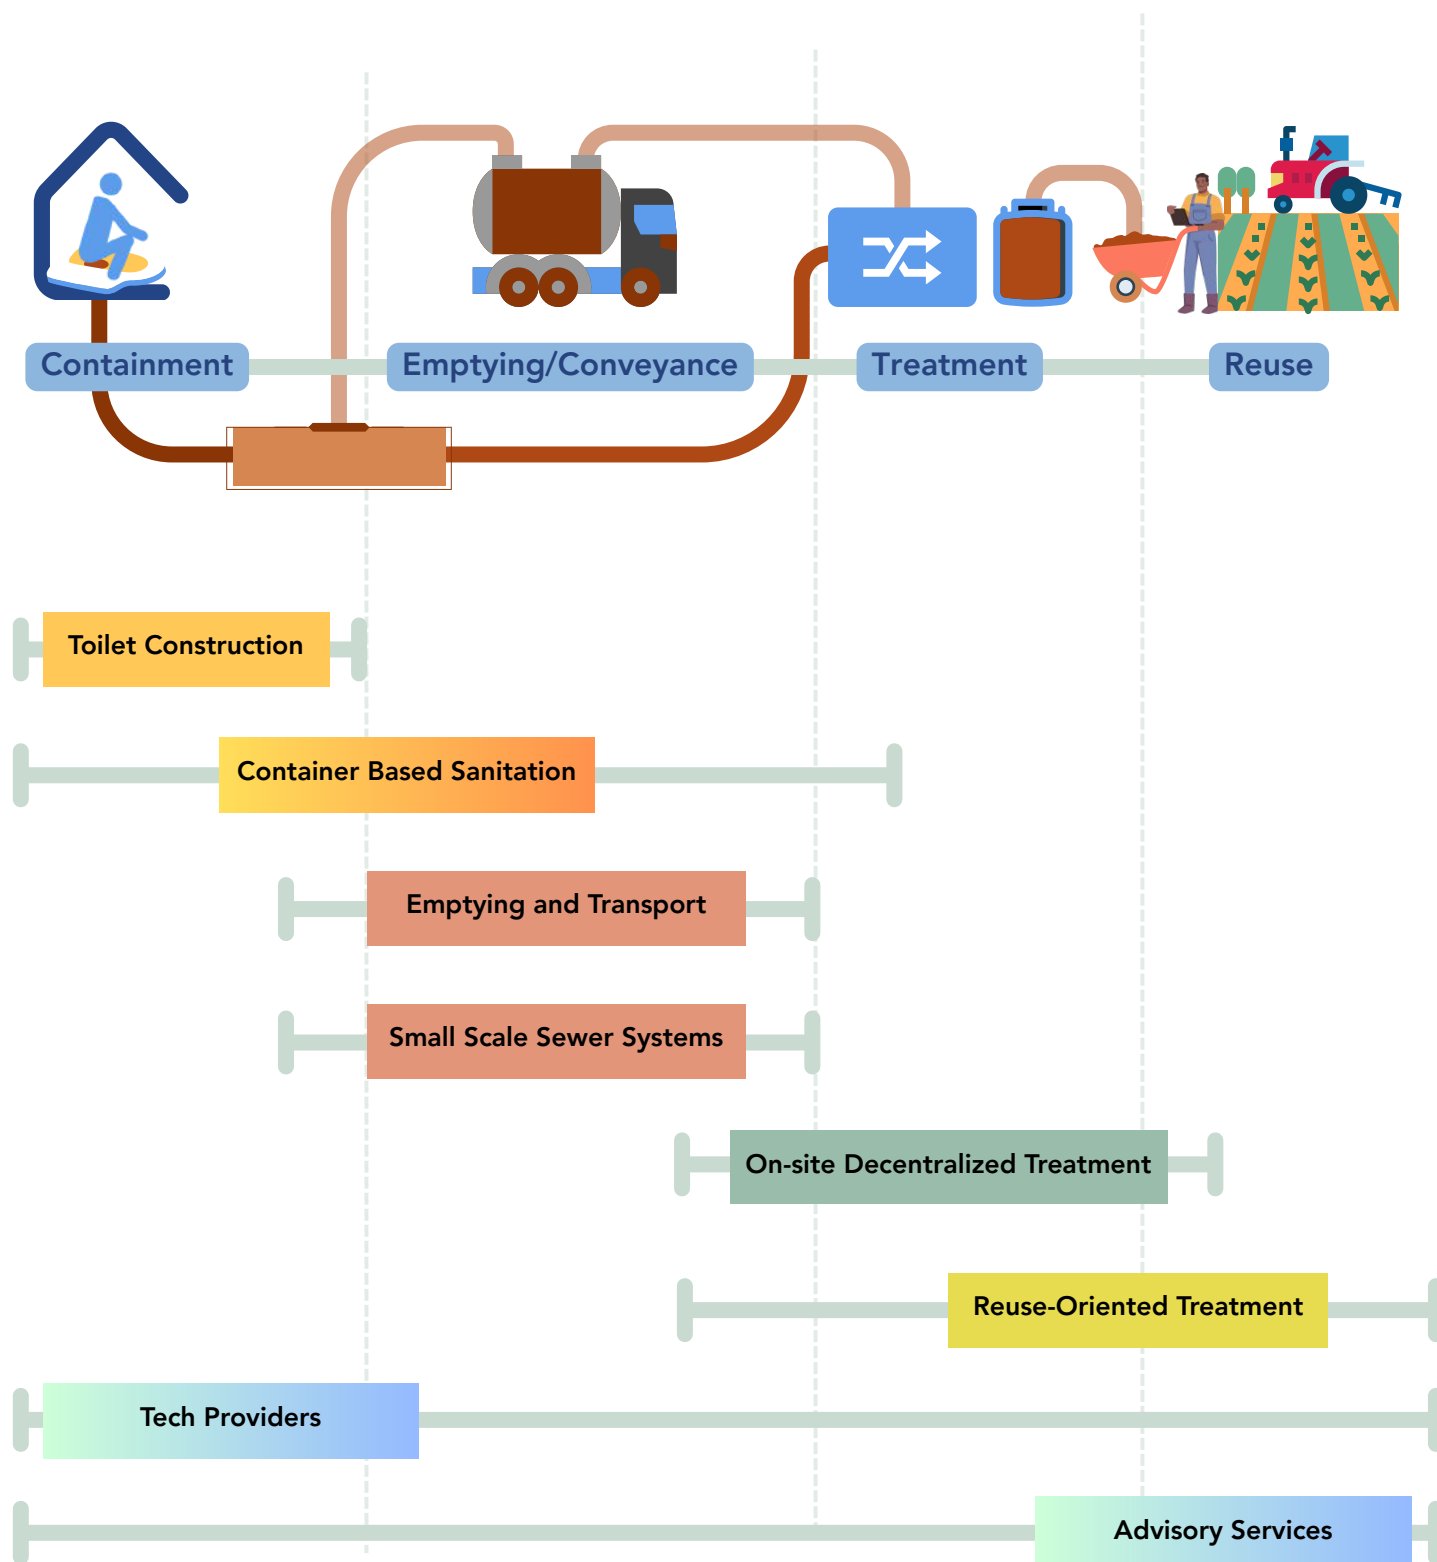 Containment
Emptying/Conveyance
Treatment
Reuse
Toilet Construction
Container Based Sanitation
Emptying and Transport
Small Scale Sewer Systems
On-site Decentralized Treatment
Reuse-Oriented Treatment
Tech Providers
Advisory Services